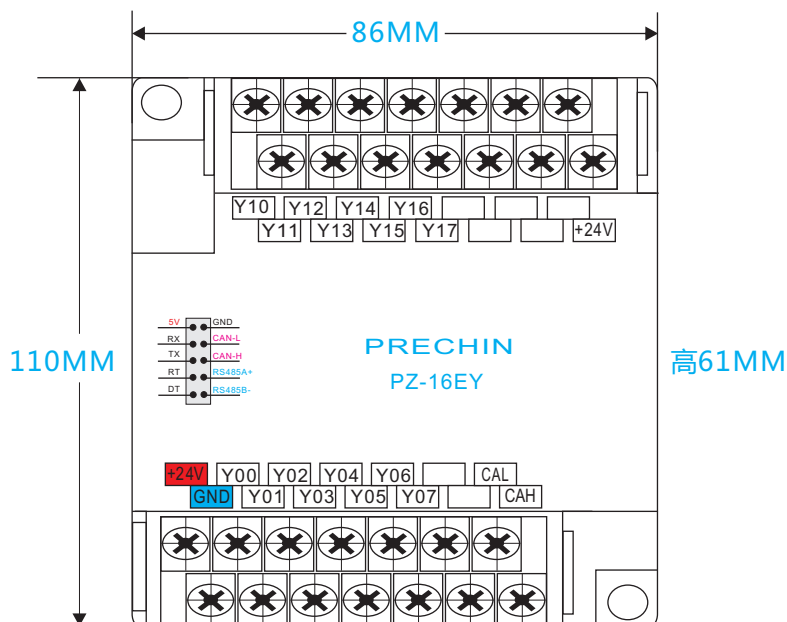 86MM
Y10 Y12 Y14 Y16
Y11 Y13 Y15 Y17 +24V
5V GND
RX CAN-L
TX CAN-H
RT RS485A+
DT RS485B-
PRECHIN
PZ-16EY
110MM
高61MM
+24V Y00 Y02 Y04 Y06 CAL
GND Y01 Y03 Y05 Y07 CAH